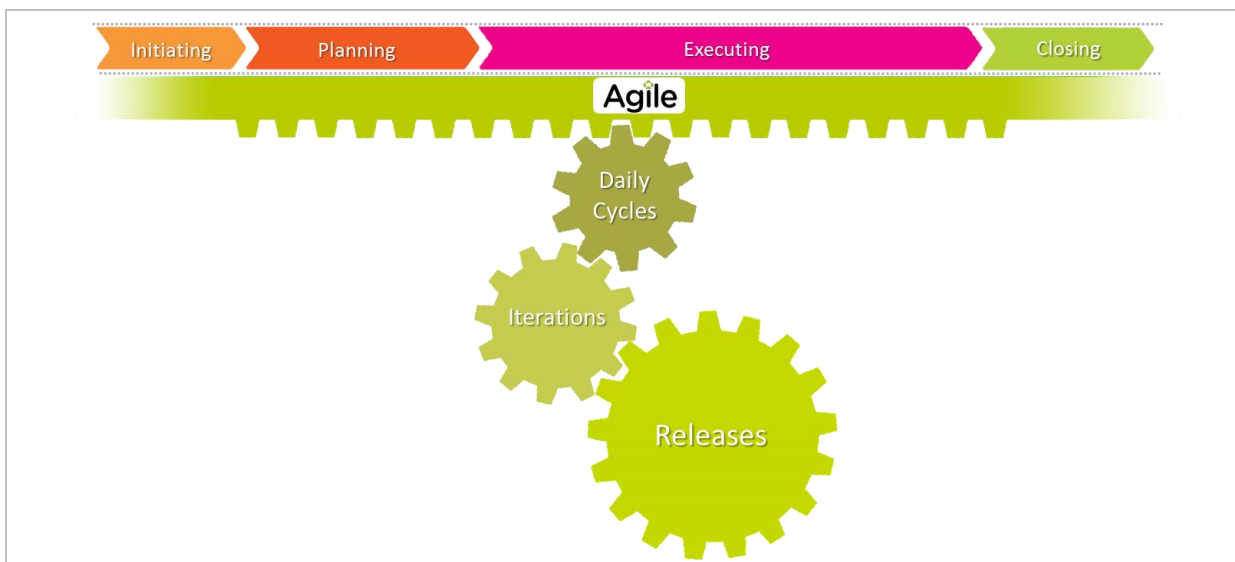 Initiating
Planning
Executing
Closing
Agile
Daily
Cycles
Iterations
Releases